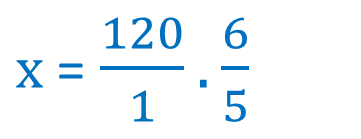 x = 120/1 . 6/5